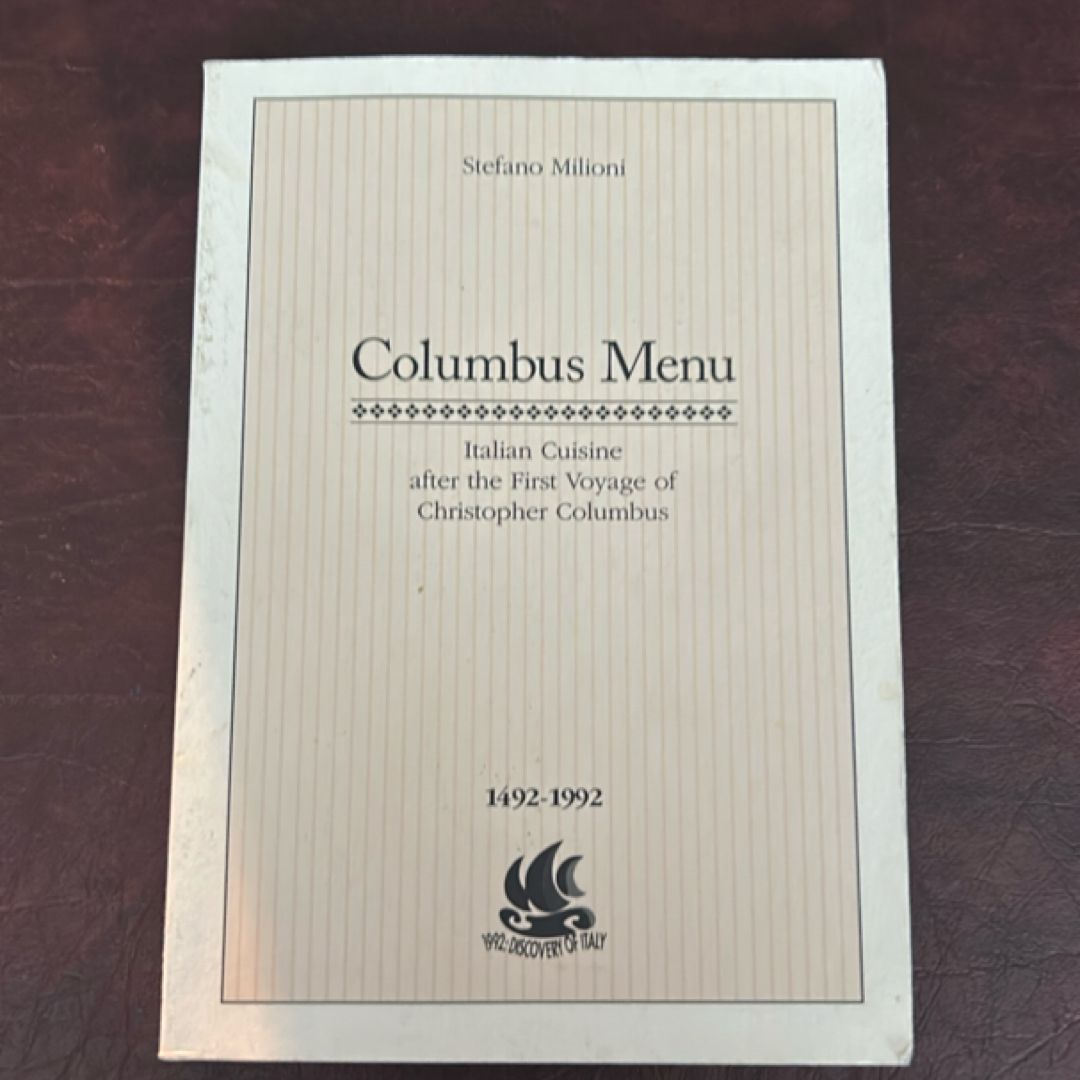 Stefano Milioni
Columbus Menu
Italian Cuisine
after the First Voyage of
Christopher Columbus
1492-1992
1992: DISCOVERY OF ITALY